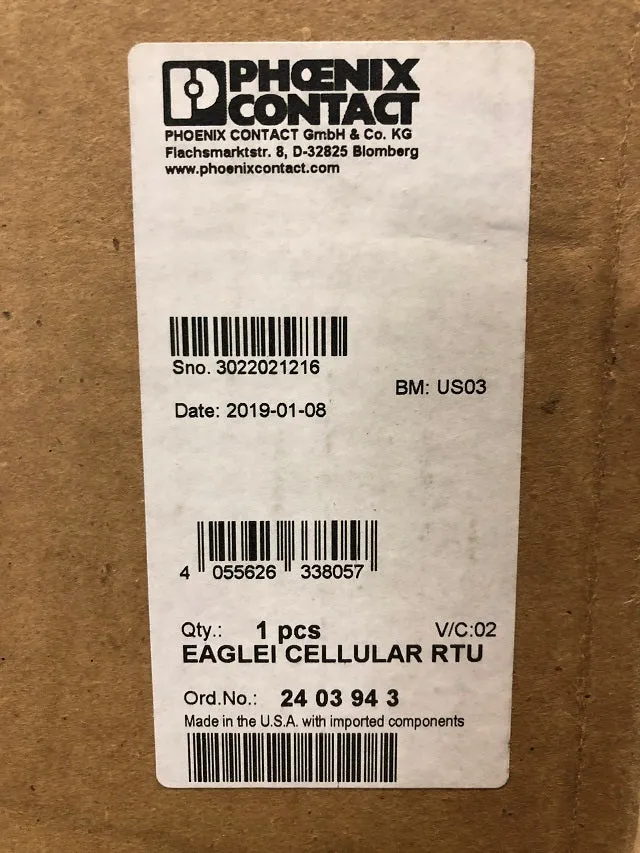 PHŒNIX
CONTACT
PHOENIX CONTACT GmbH & Co. KG
Flachsmarktstr. 8, D-32825 Blomberg
www.phoenixcontact.com
Sno. 3022021216
BM: US03
Date: 2019-01-08
4 055626 338057
Qty.: 1 pcs V/C:02
EAGLEI CELLULAR RTU
Ord.No.: 24 03 94 3
Made in the U.S.A. with imported components